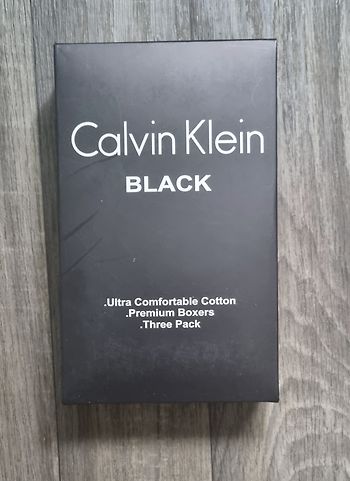 Calvin Klein
BLACK
.Ultra Comfortable Cotton
.Premium Boxers
.Three Pack